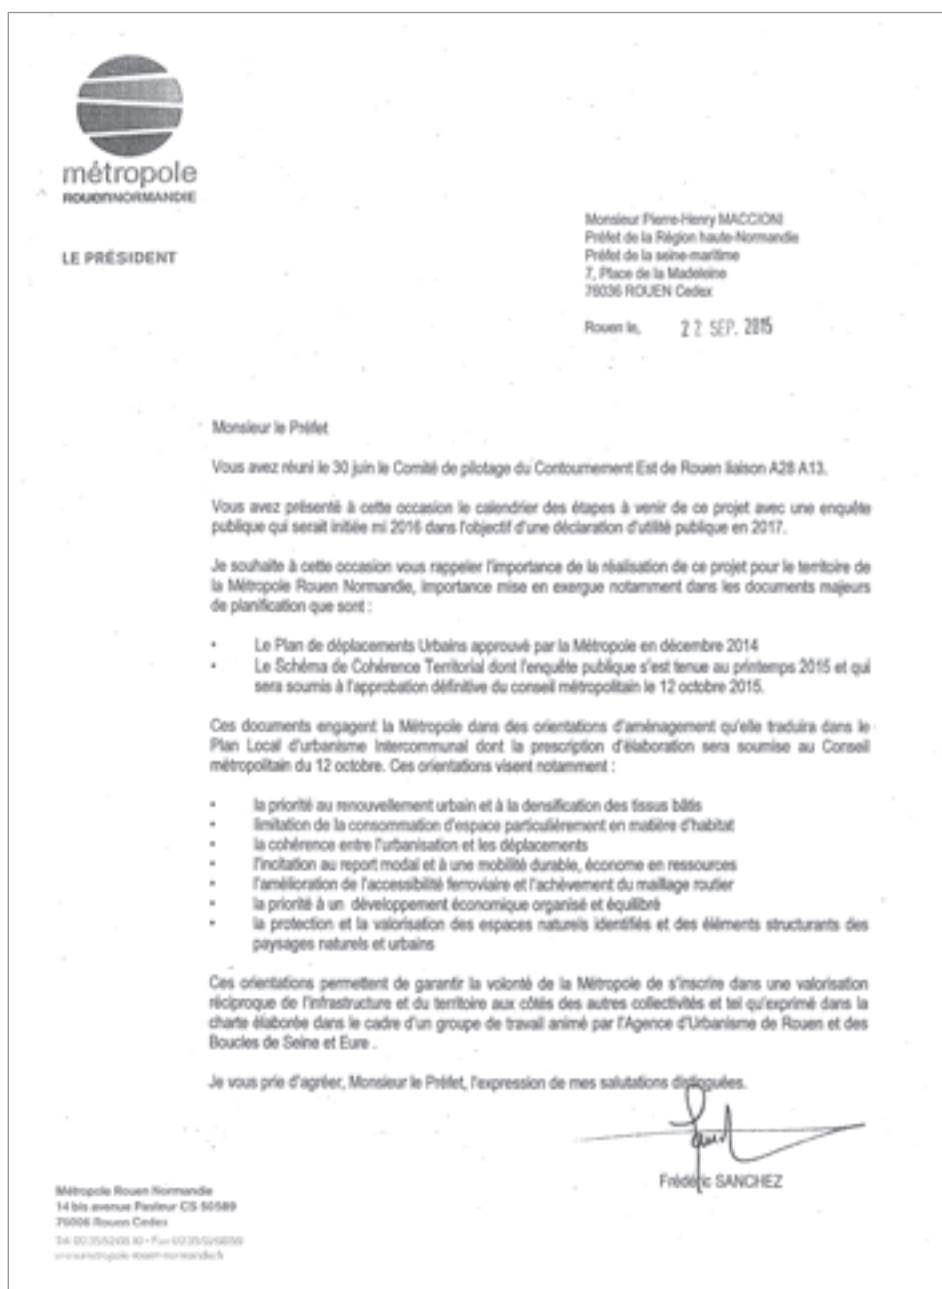 métropole
ROUENNORMANDIE
LE PRÉSIDENT
Monsieur Pierre-Henry MACCIONI
Préfet de la Région haute-Normandie
Préfet de la seine-maritime
7, Place de la Madeleine
76036 ROUEN Cedex
Rouen le, 22 SEP. 2015
Monsieur le Préfet
Vous avez réuni le 30 juin le Comité de pilotage du Contournement Est de Rouen liaison A28 A13.
Vous avez présenté à cette occasion le calendrier des étapes à venir de ce projet avec une enquête
publique qui serait initiée mi 2016 dans l'objectif d'une déclaration d'utilité publique en 2017.
Je souhaite à cette occasion vous rappeler l'importance de la réalisation de ce projet pour le territoire de
la Métropole Rouen Normandie, importance mise en exergue notamment dans les documents majeurs
de planification que sont :
• Le Plan de déplacements Urbains approuvé par la Métropole en décembre 2014
• Le Schéma de Cohérence Territorial dont l'enquête publique s'est tenue au printemps 2015 et qui
sera soumis à l'approbation définitive du conseil métropolitain le 12 octobre 2015.
Ces documents engagent la Métropole dans des orientations d'aménagement qu'elle traduira dans le
Plan Local d'urbanisme Intercommunal dont la prescription d'élaboration sera soumise au Conseil
métropolitain du 12 octobre. Ces orientations visent notamment :
• la priorité au renouvellement urbain et à la densification des tissus bâtis
• limitation de la consommation d'espace particulièrement en matière d'habitat
• la cohérence entre l'urbanisation et les déplacements
• l'incitation au report modal et à une mobilité durable, économe en ressources
• l'amélioration de l'accessibilité ferroviaire et l'achèvement du maillage routier
• la priorité à un développement économique organisé et équilibré
• la protection et la valorisation des espaces naturels identifiés et des éléments structurants des
paysages naturels et urbains
Ces orientations permettent de garantir la volonté de la Métropole de s'inscrire dans une valorisation
réciproque de l'infrastructure et du territoire aux côtés des autres collectivités et tel qu'exprimé dans la
charte élaborée dans le cadre d'un groupe de travail animé par l'Agence d'Urbanisme de Rouen et des
Boucles de Seine et Eure .
Je vous prie d'agréer, Monsieur le Préfet, l'expression de mes salutations distinguées.
Frédéric SANCHEZ
Métropole Rouen Normandie
14 bis avenue Pasteur CS 50589
76006 Rouen Cedex
www.metropole-rouen-normandie.fr